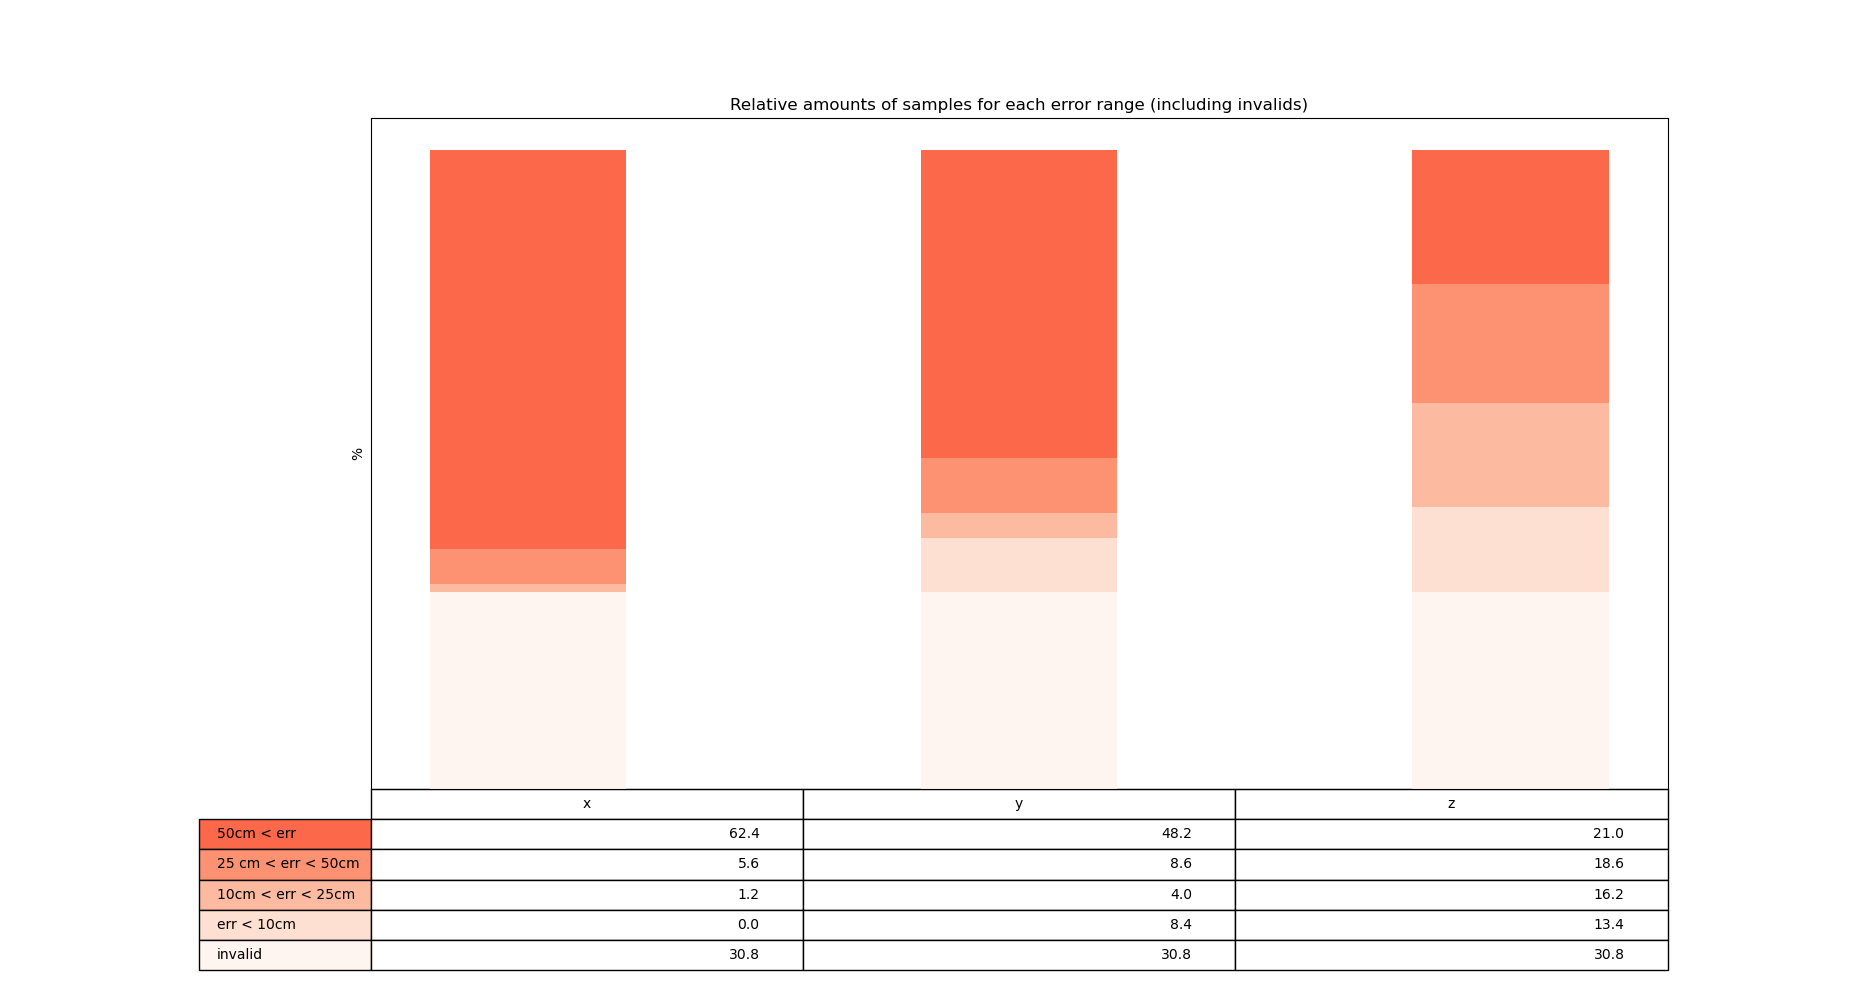 Relative amounts of samples for each error range (including invalids)
%
x y z
50cm < err 62.4 48.2 21.0
25 cm < err < 50cm 5.6 8.6 18.6
10cm < err < 25cm 1.2 4.0 16.2
err < 10cm 0.0 8.4 13.4
invalid 30.8 30.8 30.8